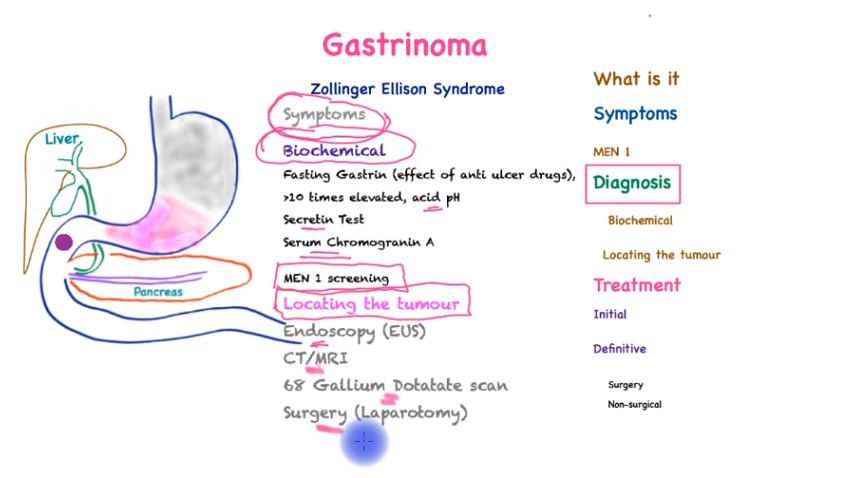 Gastrinoma
Zollinger Ellison Syndrome
Symptoms
Biochemical
Fasting Gastrin (effect of anti ulcer drugs),
>10 times elevated, acid pH
Secretin Test
Serum Chromogranin A
MEN 1 screening
Locating the tumour
Endoscopy (EUS)
CT/MRI
68 Gallium Dotatate scan
Surgery (Laparotomy)
Liver
Pancreas
What is it
Symptoms
MEN 1
Diagnosis
Biochemical
Locating the tumour
Treatment
Initial
Definitive
Surgery
Non-surgical